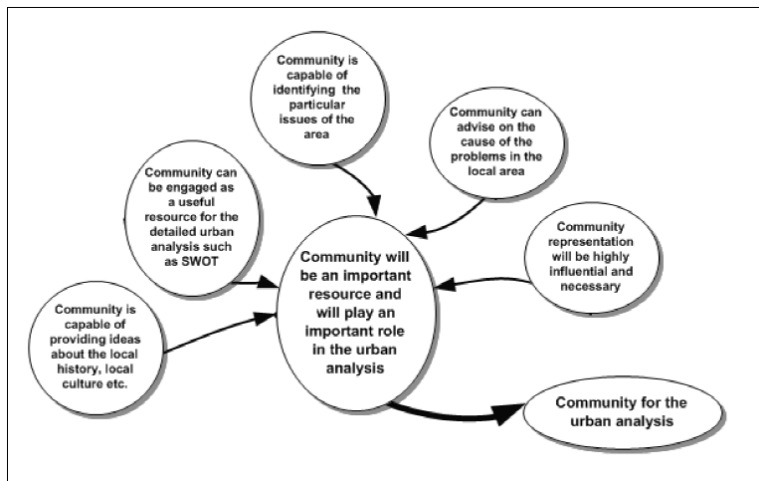 Community is
capable of
identifying the
particular
issues of the
area
Community can
advise on the
cause of the
problems in the
local area
Community can
be engaged as
a useful
resource for the
detailed urban
analysis such
as SWOT
Community
representation
will be highly
influential and
necessary
Community will
be an important
resource and
will play an
important role
in the urban
analysis
Community is
capable of
providing ideas
about the local
history, local
culture etc.
Community for the
urban analysis